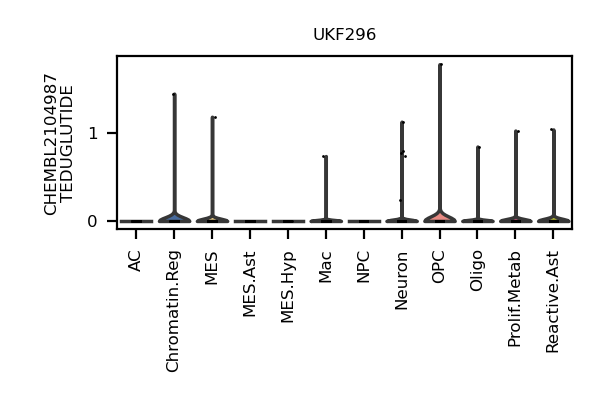 UKF296
CHEMBL2104987
TEDUGLUTIDE
1
0
AC
Chromatin.Reg
MES
MES.Ast
MES.Hyp
Mac
NPC
Neuron
OPC
Oligo
Prolif.Metab
Reactive.Ast